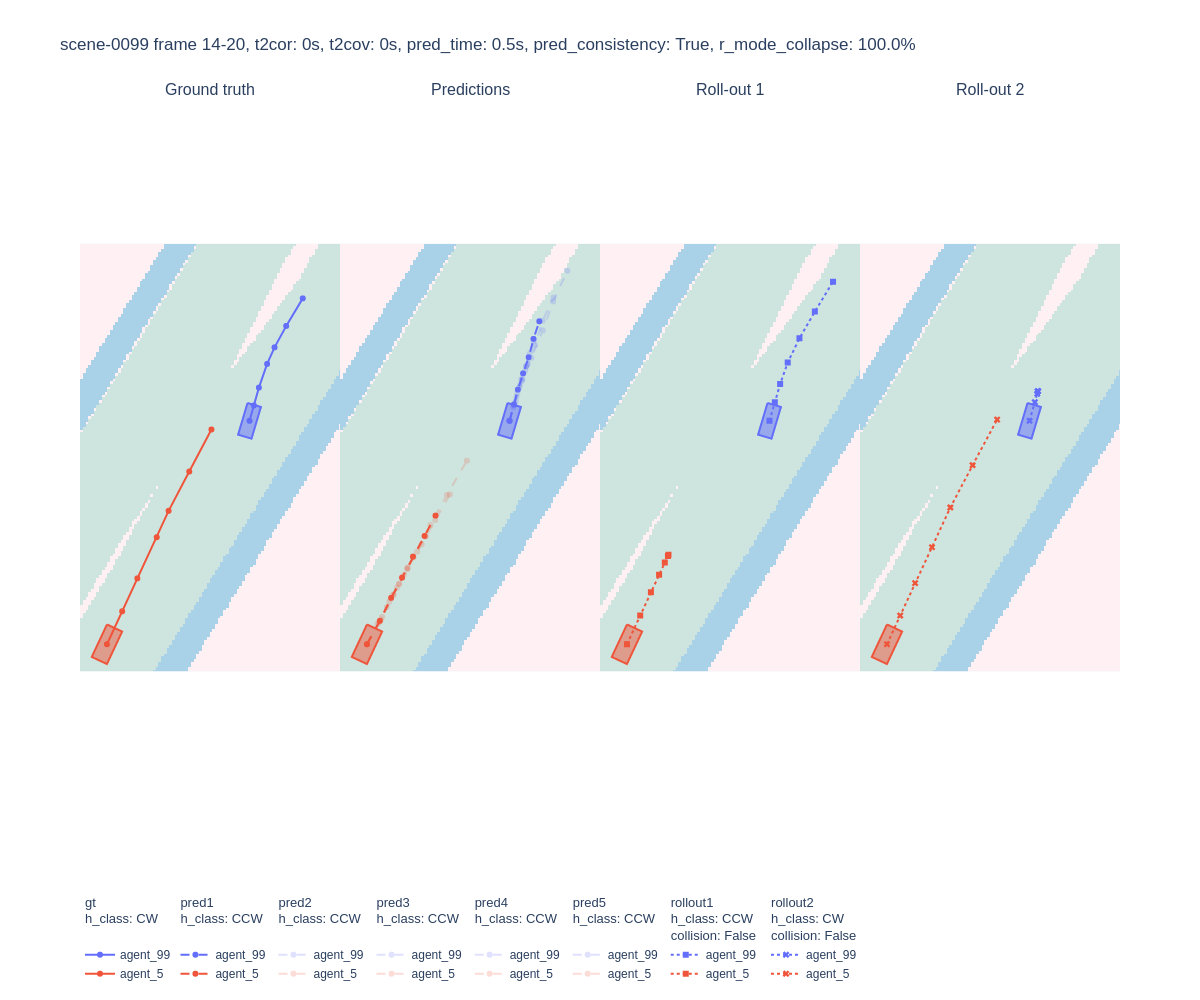 scene-0099 frame 14-20, t2cor: 0s, t2cov: 0s, pred_time: 0.5s, pred_consistency: True, r_mode_collapse: 100.0%
Ground truth
Predictions
Roll-out 1
Roll-out 2
gt
h_class: CW
agent_99
agent_5
pred1
h_class: CCW
agent_99
agent_5
pred2
h_class: CCW
agent_99
agent_5
pred3
h_class: CCW
agent_99
agent_5
pred4
h_class: CCW
agent_99
agent_5
pred5
h_class: CCW
agent_99
agent_5
rollout1
h_class: CCW
collision: False
agent_99
agent_5
rollout2
h_class: CW
collision: False
agent_99
agent_5